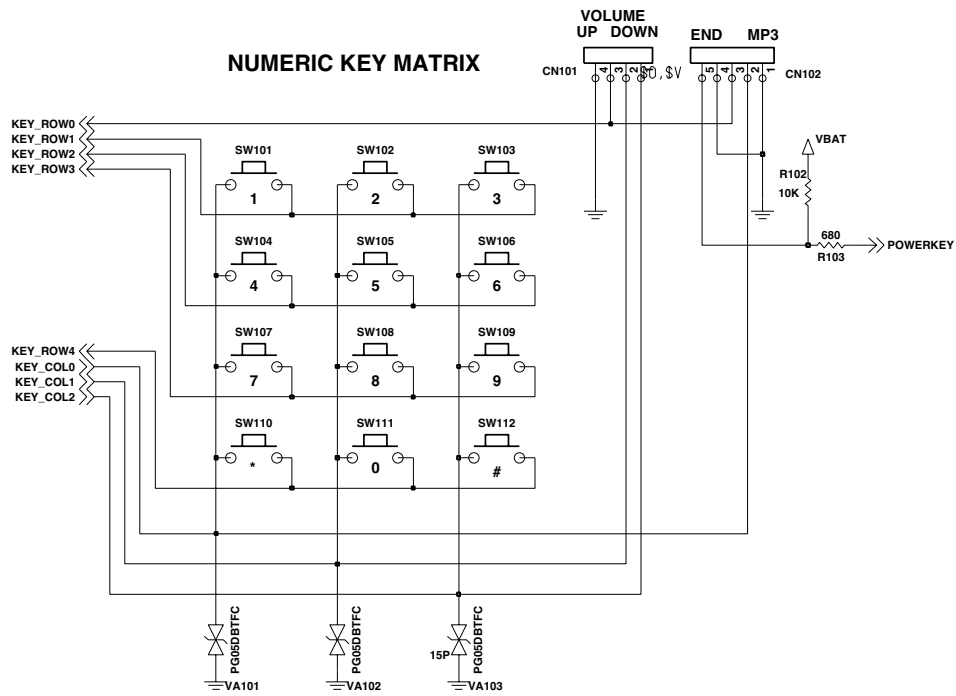 VOLUME
UP DOWN
END MP3
NUMERIC KEY MATRIX
CN101
4
3
2
$O,$V
5
4
3
2
1
CN102
KEY_ROW0
KEY_ROW1
KEY_ROW2
KEY_ROW3
VBAT
SW101
SW102
SW103
R102
10K
1
2
3
680
POWERKEY
R103
SW104
SW105
SW106
4
5
6
SW107
SW108
SW109
KEY_ROW4
KEY_COL0
KEY_COL1
KEY_COL2
7
8
9
SW110
SW111
SW112
*
0
#
PG05DBTFC
PG05DBTFC
15P
PG05DBTFC
VA101
VA102
VA103